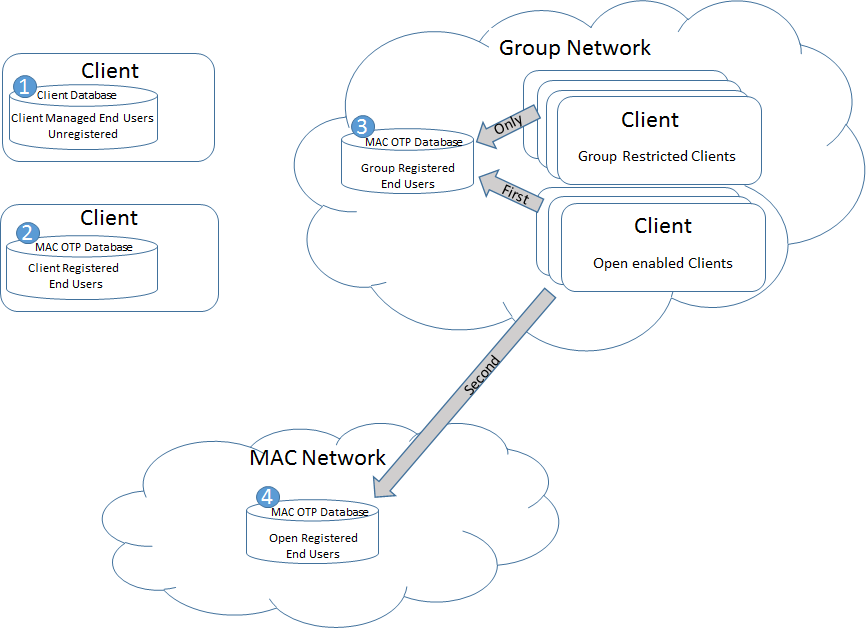 Client
1
Client Database
Client Managed End Users
Unregistered
Client
2
MAC OTP Database
Client Registered
End Users
Group Network
3
MAC OTP Database
Group Registered
End Users
Only
First
Client
Group Restricted Clients
Client
Open enabled Clients
Second
MAC Network
4
MAC OTP Database
Open Registered
End Users